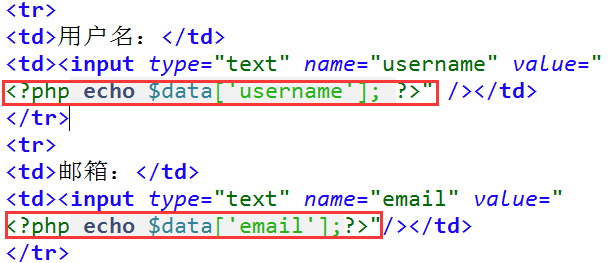 <tr>
<td>用户名：</td>
<td><input type="text" name="username" value="
<?php echo $data['username']; ?>" /></td>
</tr>
<tr>
<td>邮箱：</td>
<td><input type="text" name="email" value="
<?php echo $data['email'];?>"/></td>
</tr>